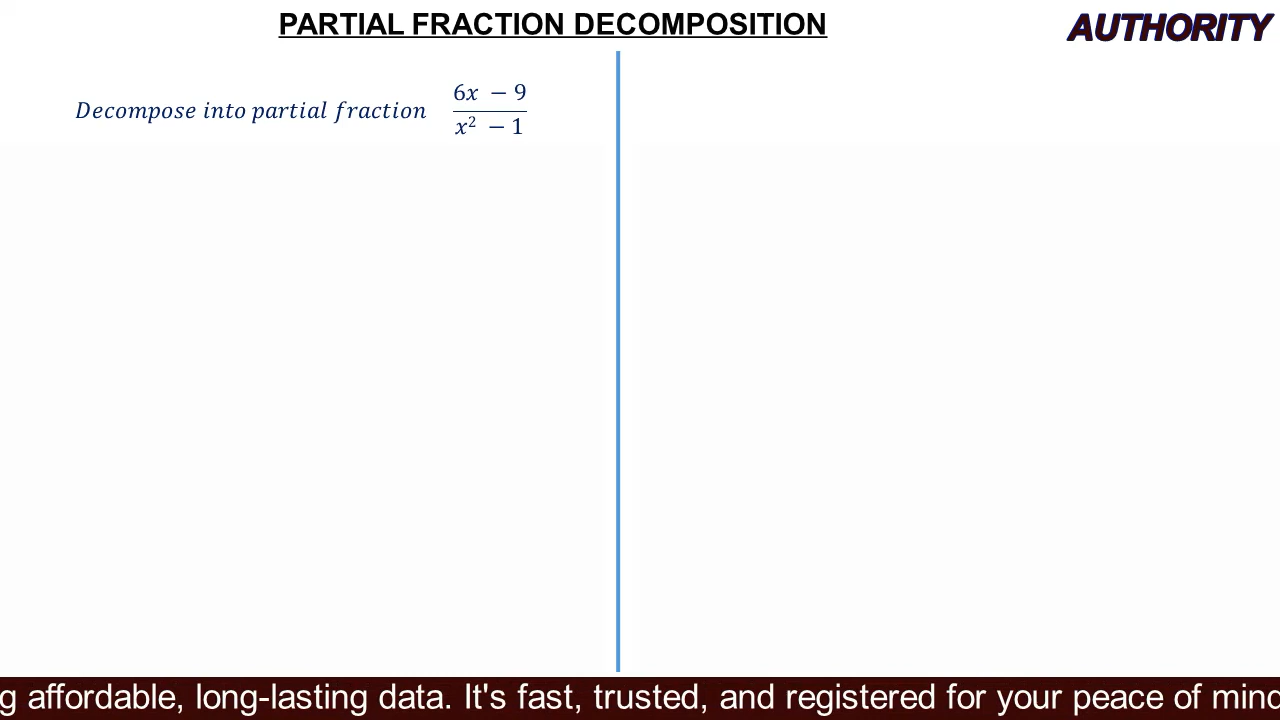 PARTIAL FRACTION DECOMPOSITION
AUTHORITY
Decompose into partial fraction (6x − 9)/(x² − 1)
g affordable, long-lasting data. It's fast, trusted, and registered for your peace of mind